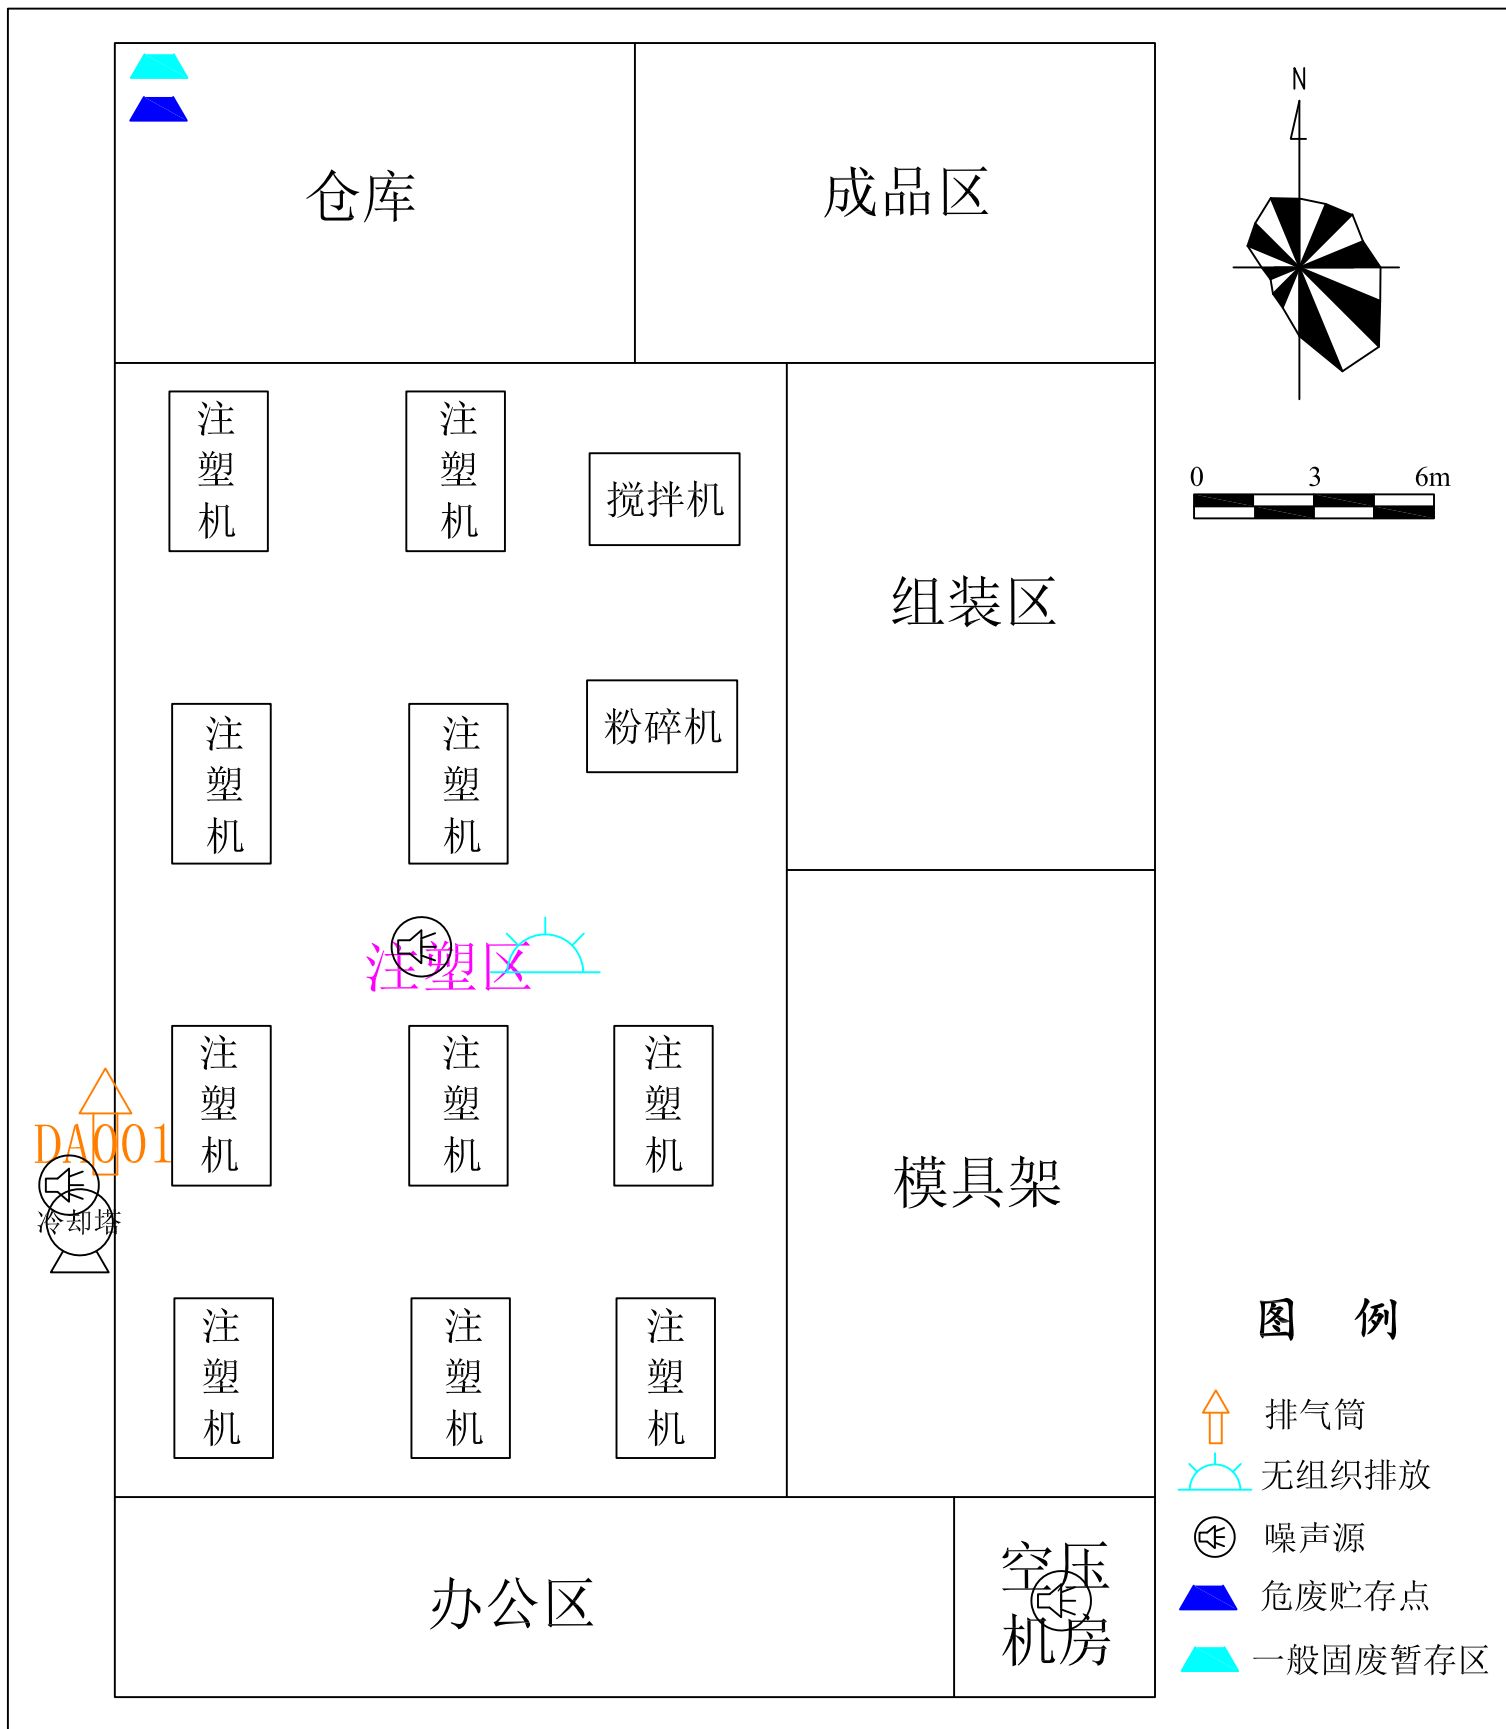 N
仓库
成品区
0 3 6m
注塑机
注塑机
搅拌机
组装区
粉碎机
注塑机
注塑机
注塑区
注塑机
注塑机
注塑机
DA001
冷却塔
模具架
注塑机
注塑机
注塑机
图 例
排气筒
无组织排放
噪声源
危废贮存点
一般固废暂存区
办公区
空压
机房